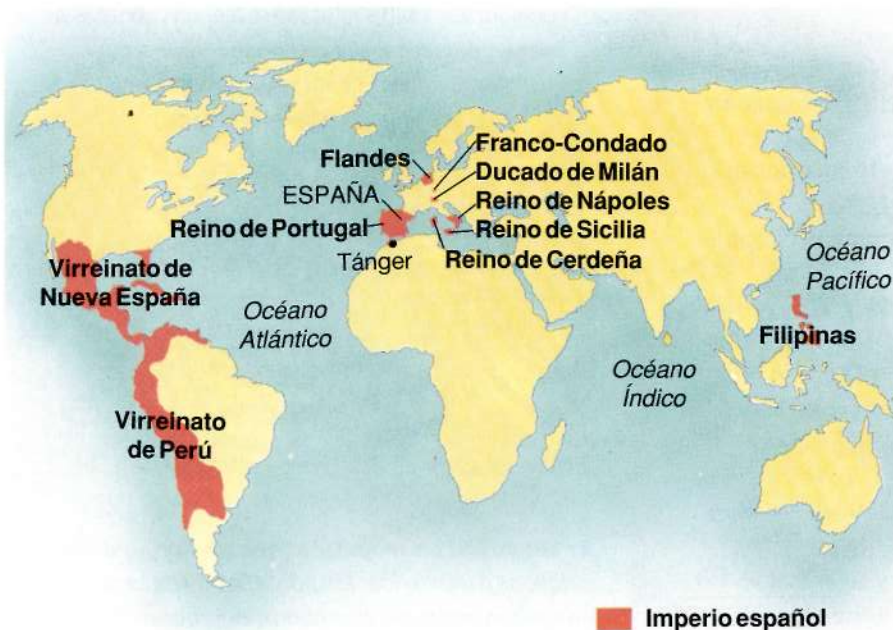 Franco-Condado
Flandes
Ducado de Milán
ESPAÑA
Reino de Nápoles
Reino de Portugal
Reino de Sicilia
Tánger
Reino de Cerdeña
Virreinato de
Nueva España
Océano
Atlántico
Océano
Pacífico
Filipinas
Océano
Índico
Virreinato
de Perú
Imperio español